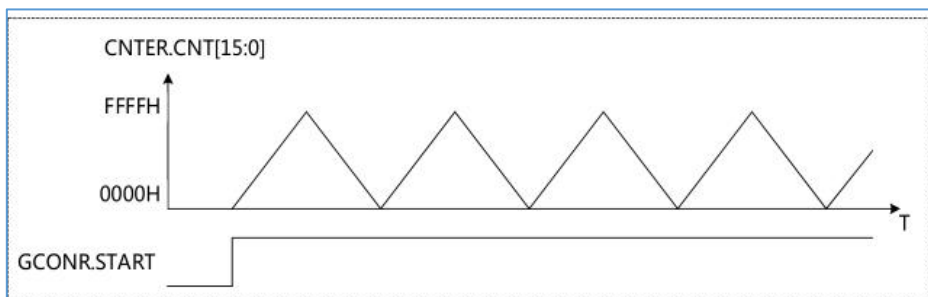 CNTER.CNT[15:0]
FFFFH
0000H
T
GCONR.START